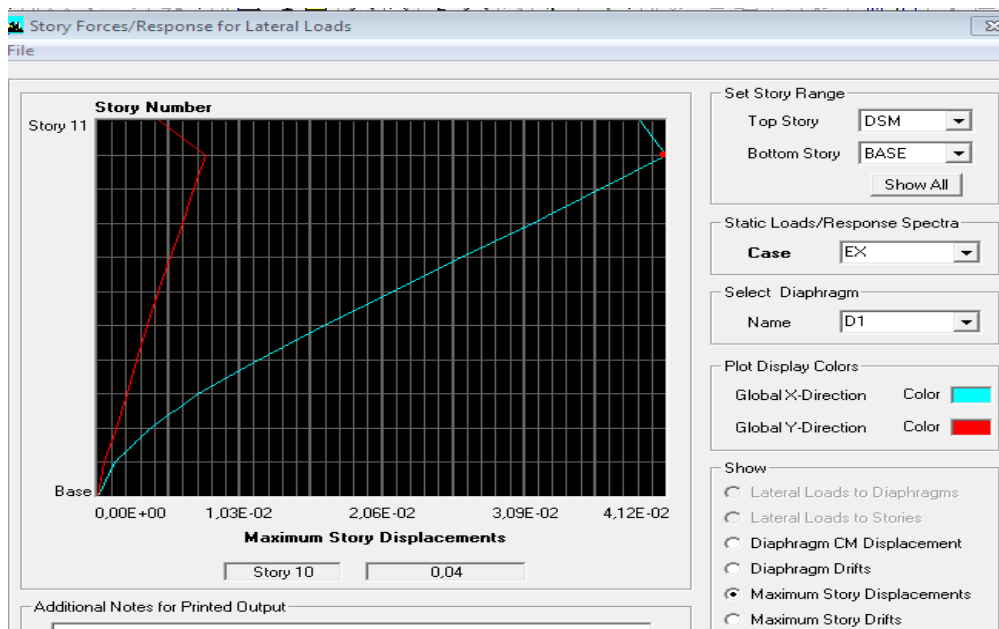 Story Forces/Response for Lateral Loads
File
Story Number
Story 11
Base
0,00E+00 1,03E-02 2,06E-02 3,09E-02 4,12E-02
Maximum Story Displacements
Story 10 0,04
Additional Notes for Printed Output
Set Story Range
Top Story DSM
Bottom Story BASE
Show All
Static Loads/Response Spectra
Case EX
Select Diaphragm
Name D1
Plot Display Colors
Global X-Direction Color
Global Y-Direction Color
Show
Lateral Loads to Diaphragms
Lateral Loads to Stories
Diaphragm CM Displacement
Diaphragm Drifts
Maximum Story Displacements
Maximum Story Drifts